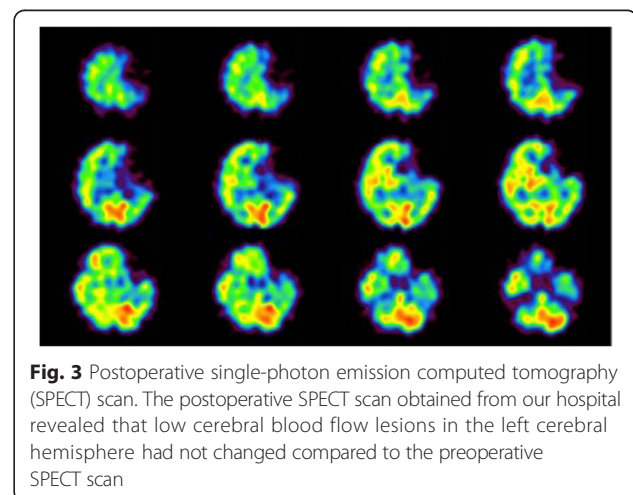 Fig. 3 Postoperative single-photon emission computed tomography
(SPECT) scan. The postoperative SPECT scan obtained from our hospital
revealed that low cerebral blood flow lesions in the left cerebral
hemisphere had not changed compared to the preoperative
SPECT scan